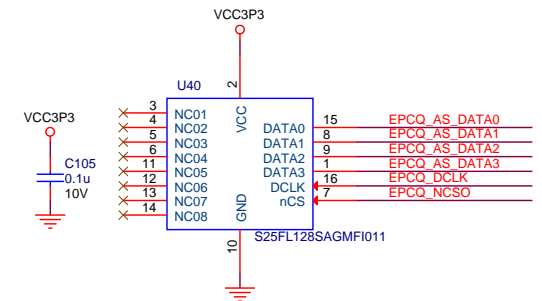 VCC3P3
U40
2
VCC
VCC3P3
C105
0.1u
10V
3 NC01
4 NC02
5 NC03
6 NC04
11 NC05
12 NC06
13 NC07
14 NC08
DATA0 15 EPCQ_AS_DATA0
DATA1 8 EPCQ_AS_DATA1
DATA2 9 EPCQ_AS_DATA2
DATA3 1 EPCQ_AS_DATA3
DCLK 16 EPCQ_DCLK
nCS 7 EPCQ_NCSO
GND
10
S25FL128SAGMFI011